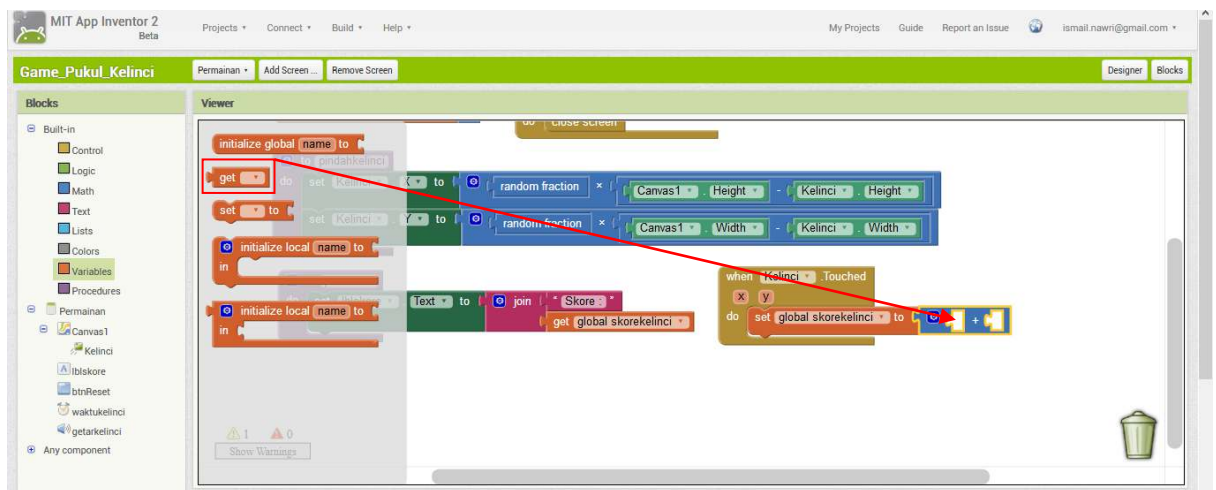 MIT App Inventor 2
Beta
Projects Connect Build Help
My Projects Guide Report an Issue ismail.nawri@gmail.com
Game_Pukul_Kelinci
Permainan Add Screen ... Remove Screen
Designer Blocks
Blocks
Viewer
Built-in
Control
Logic
Math
Text
Lists
Colors
Variables
Procedures
Permainan
Canvas1
Kelinci
lblskore
btnReset
waktukelinci
getarkelinci
Any component
do close screen
initialize global name to
get
set to
initialize local name to
in
initialize local name to
in
to pindahkelinci
do set Kelinci . X to random fraction × Canvas1 . Height - Kelinci . Height
set Kelinci . Y to random fraction × Canvas1 . Width - Kelinci . Width
Text to join " Skore : "
get global skorekelinci
when Kelinci .Touched
x y
do set global skorekelinci to +
1 0
Show Warnings